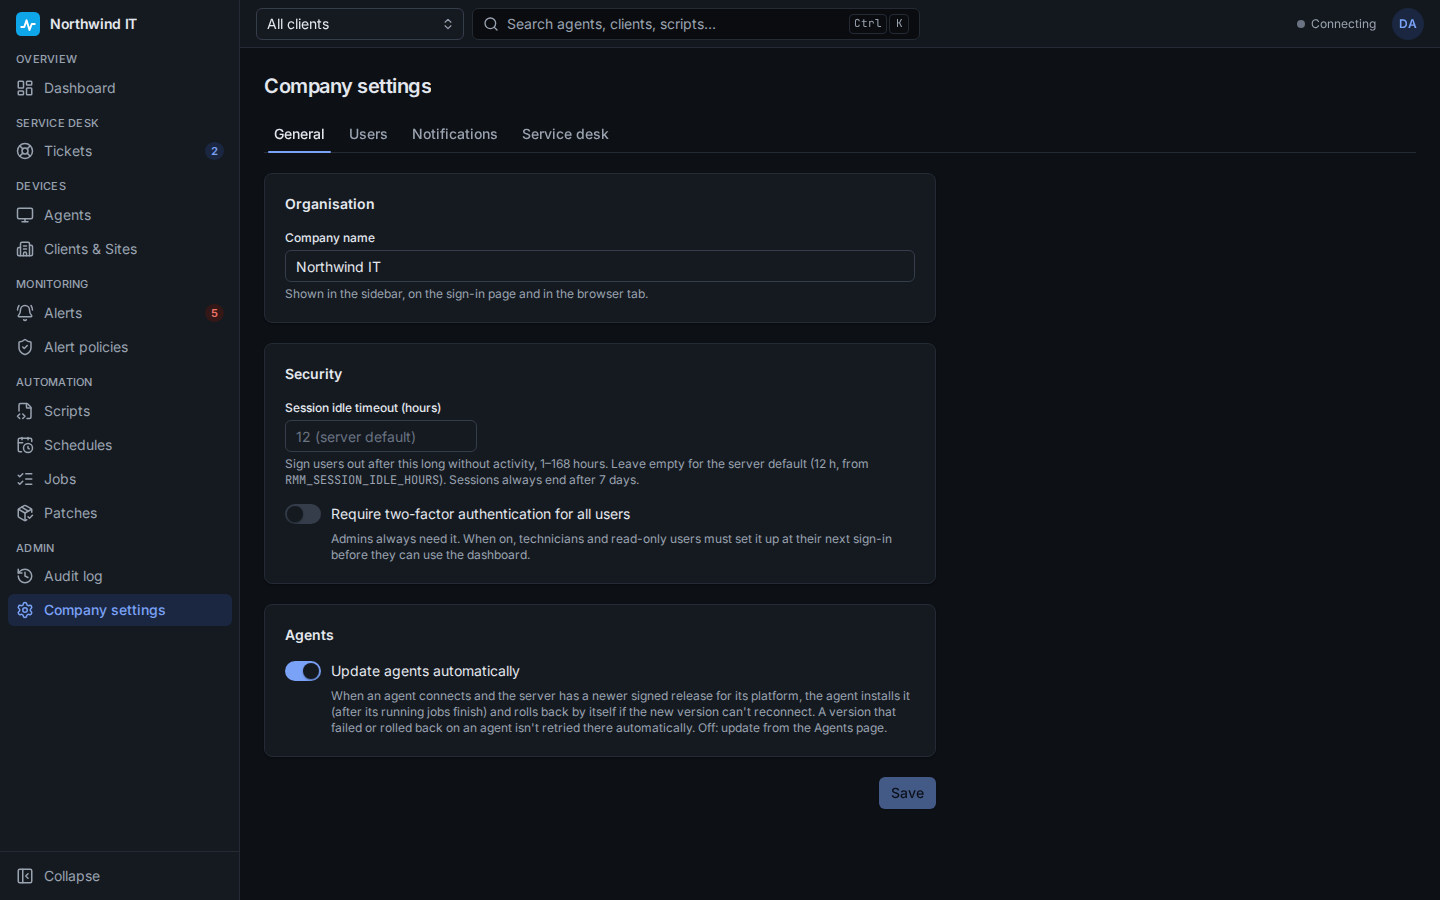 Northwind IT
All clients
Search agents, clients, scripts...
Ctrl K
Connecting
DA
OVERVIEW
Dashboard
SERVICE DESK
Tickets 2
DEVICES
Agents
Clients & Sites
MONITORING
Alerts 5
Alert policies
AUTOMATION
Scripts
Schedules
Jobs
Patches
ADMIN
Audit log
Company settings
Collapse
Company settings
General Users Notifications Service desk
Organisation
Company name
Northwind IT
Shown in the sidebar, on the sign-in page and in the browser tab.
Security
Session idle timeout (hours)
12 (server default)
Sign users out after this long without activity, 1–168 hours. Leave empty for the server default (12 h, from
RMM_SESSION_IDLE_HOURS). Sessions always end after 7 days.
Require two-factor authentication for all users
Admins always need it. When on, technicians and read-only users must set it up at their next sign-in
before they can use the dashboard.
Agents
Update agents automatically
When an agent connects and the server has a newer signed release for its platform, the agent installs it
(after its running jobs finish) and rolls back by itself if the new version can't reconnect. A version that
failed or rolled back on an agent isn't retried there automatically. Off: update from the Agents page.
Save